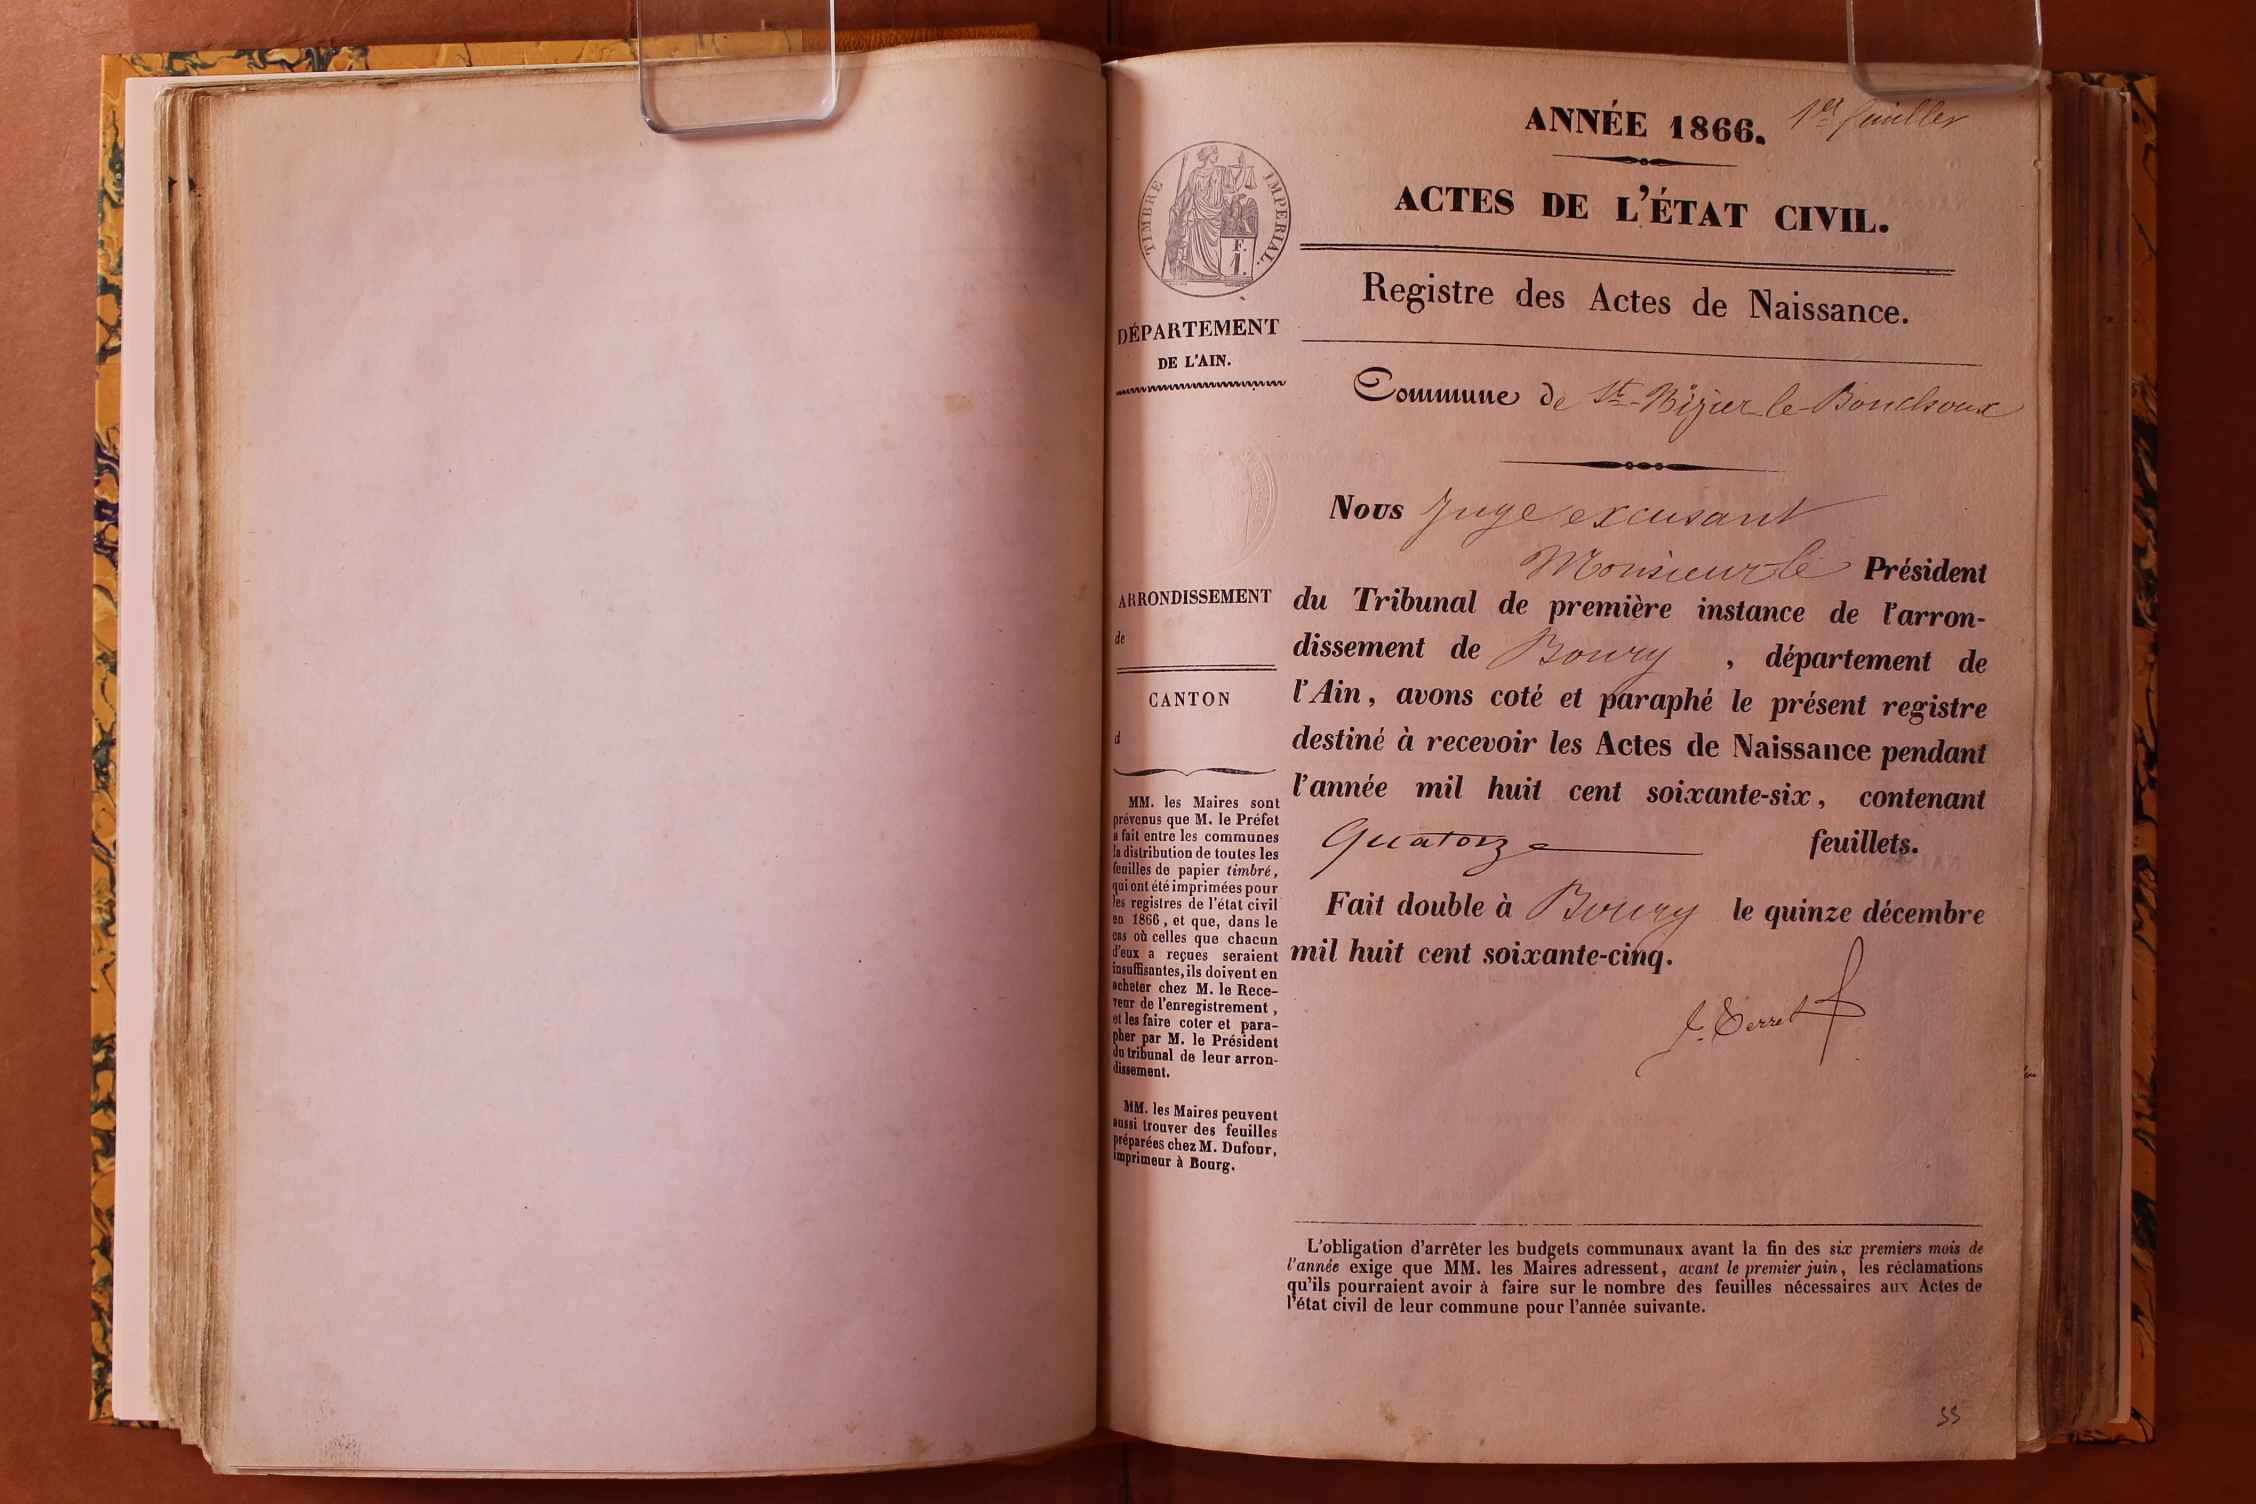 ANNÉE 1866. 1er feuillet
ACTES DE L'ÉTAT CIVIL.
Registre des Actes de Naissance.
Commune de St-Nizier-le-Bouchoux
Nous Juge excusant
Monsieur le Président
du Tribunal de première instance de l'arron-
dissement de Bourg, département de
l'Ain, avons coté et paraphé le présent registre
destiné à recevoir les Actes de Naissance pendant
l'année mil huit cent soixante-six, contenant
Quatorze feuillets.
Fait double à Bourg le quinze décembre
mil huit cent soixante-cinq.
TIMBRE IMPERIAL.
F.
1.
DÉPARTEMENT
DE L'AIN.
ARRONDISSEMENT
de
CANTON
d
MM. les Maires sont
prévenus que M. le Préfet
a fait entre les communes
la distribution de toutes les
feuilles de papier timbré,
qui ont été imprimées pour
les registres de l'état civil
en 1866, et que, dans le
cas où celles que chacun
d'eux a reçues seraient
insuffisantes, ils doivent en
acheter chez M. le Rece-
veur de l'enregistrement,
et les faire coter et para-
pher par M. le Président
du tribunal de leur arron-
dissement.
MM. les Maires peuvent
aussi trouver des feuilles
préparées chez M. Dufour,
imprimeur à Bourg.
L'obligation d'arrêter les budgets communaux avant la fin des six premiers mois de
l'année exige que MM. les Maires adressent, avant le premier juin, les réclamations
qu'ils pourraient avoir à faire sur le nombre des feuilles nécessaires aux Actes de
l'état civil de leur commune pour l'année suivante.